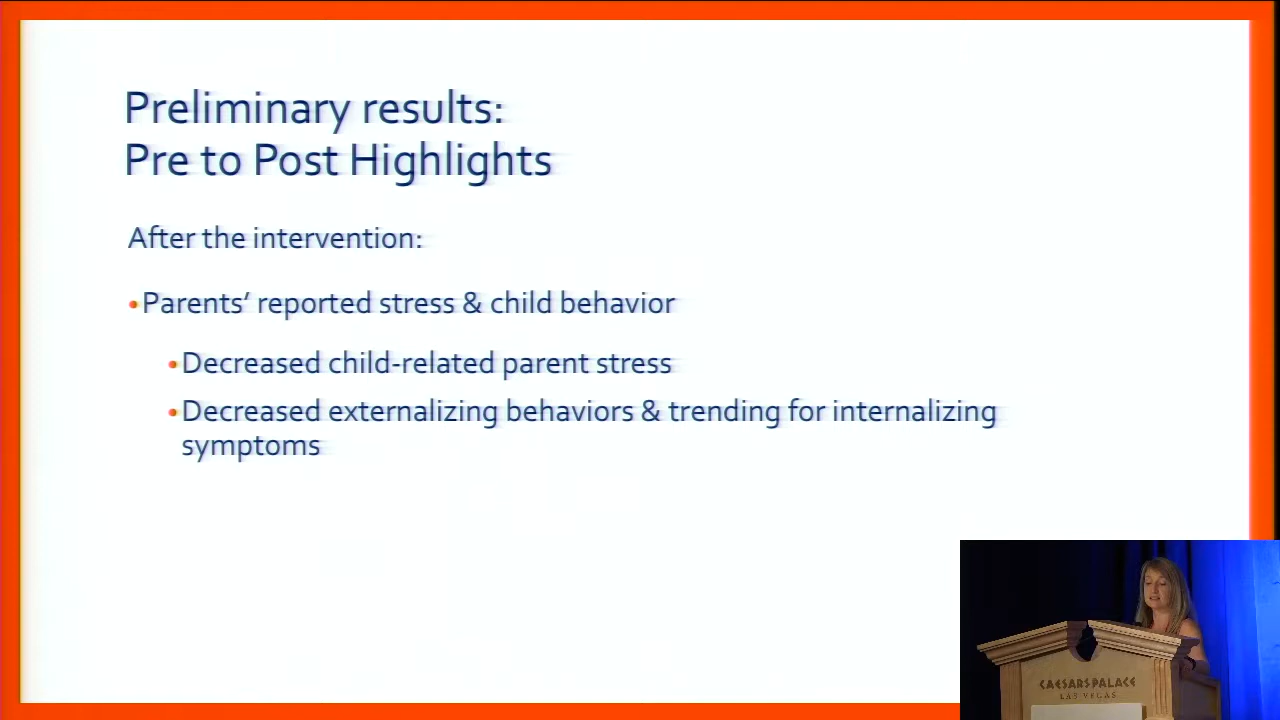 Preliminary results:
Pre to Post Highlights
After the intervention:
•Parents’ reported stress & child behavior
•Decreased child-related parent stress
•Decreased externalizing behaviors & trending for internalizing
symptoms
CAESARS PALACE
LAS VEGAS